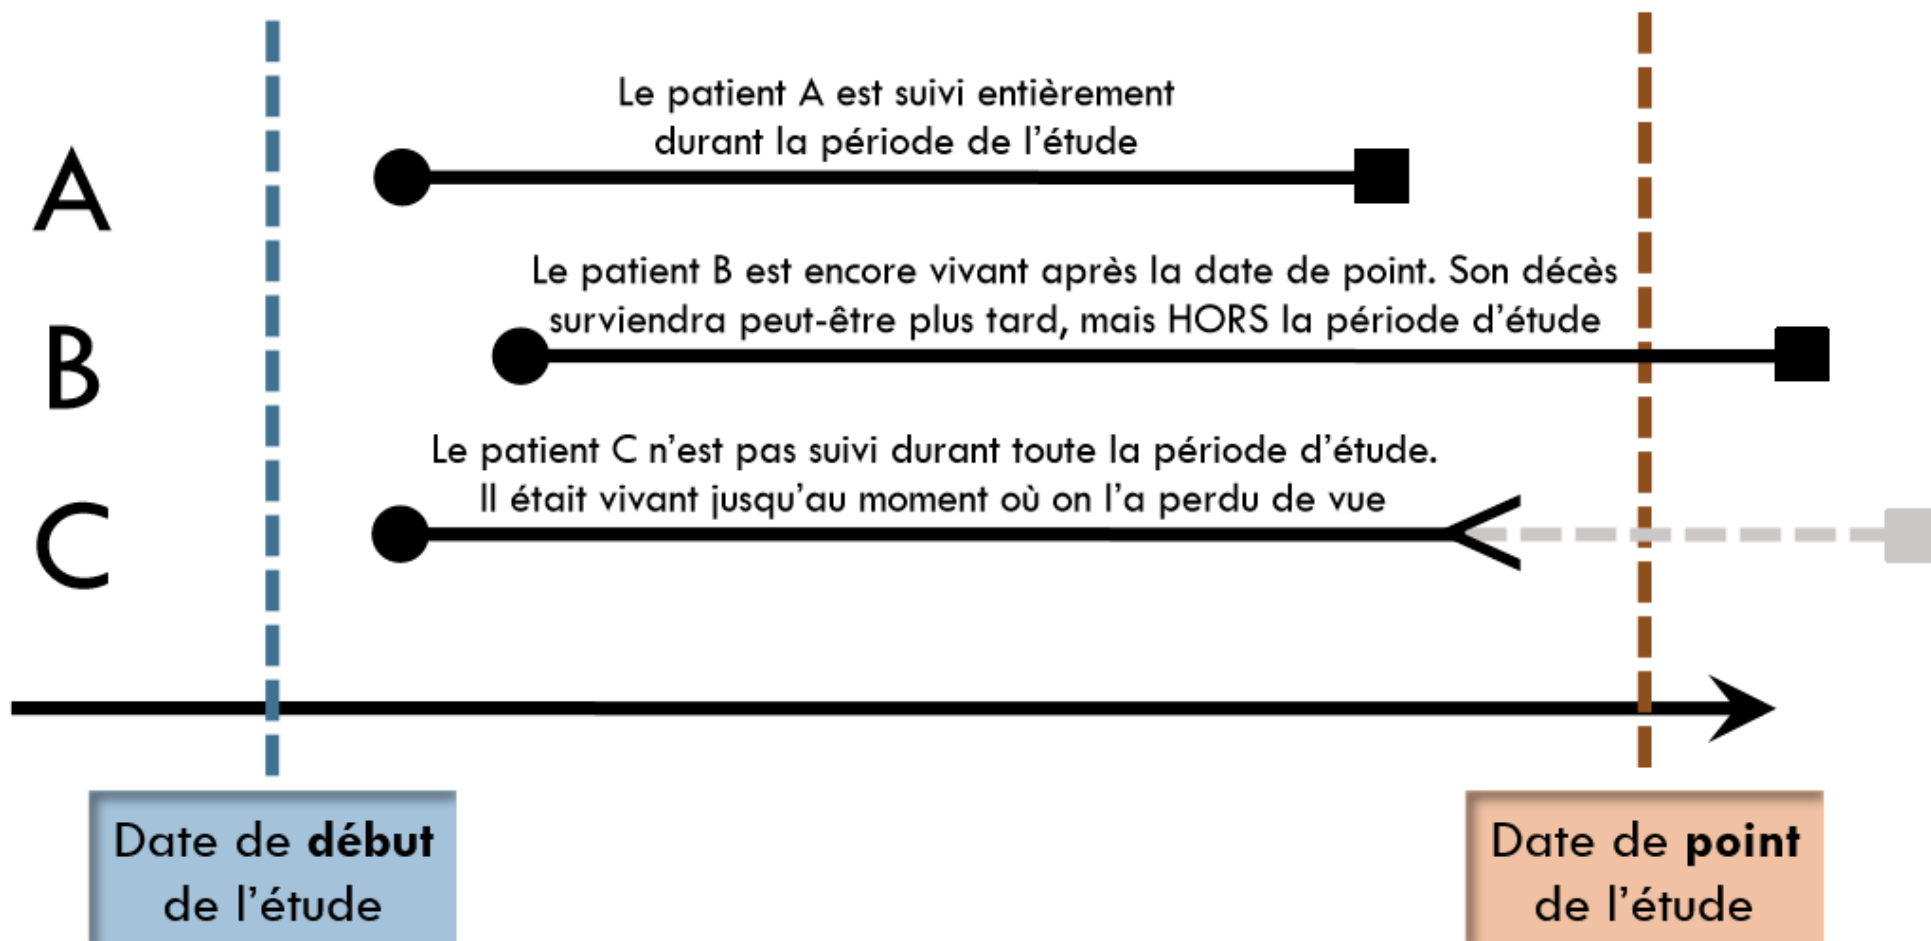 Le patient A est suivi entièrement
durant la période de l'étude
A
Le patient B est encore vivant après la date de point. Son décès
surviendra peut-être plus tard, mais HORS la période d'étude
B
Le patient C n'est pas suivi durant toute la période d'étude.
Il était vivant jusqu'au moment où on l'a perdu de vue
C
Date de début
de l'étude
Date de point
de l'étude